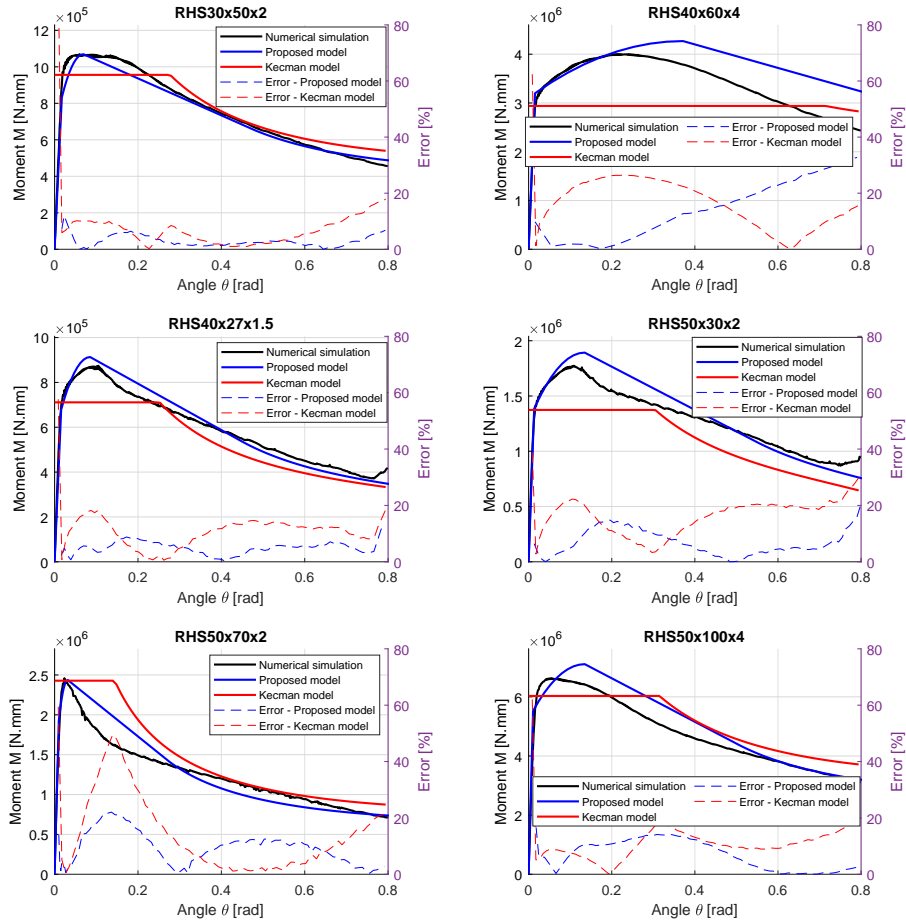 RHS30x50x2
×10⁵
Moment M [N.mm]
12
10
8
6
4
2
0
0 0.2 0.4 0.6 0.8
Angle θ [rad]
80
60
40
20
0
Error [%]
Numerical simulation
Proposed model
Kecman model
Error - Proposed model
Error - Kecman model
RHS40x60x4
×10⁶
Moment M [N.mm]
4
3
2
1
0
0 0.2 0.4 0.6 0.8
Angle θ [rad]
80
60
40
20
0
Error [%]
Numerical simulation
Proposed model
Kecman model
Error - Proposed model
Error - Kecman model
RHS40x27x1.5
×10⁵
Moment M [N.mm]
10
8
6
4
2
0
0 0.2 0.4 0.6 0.8
Angle θ [rad]
80
60
40
20
0
Error [%]
Numerical simulation
Proposed model
Kecman model
Error - Proposed model
Error - Kecman model
RHS50x30x2
×10⁶
Moment M [N.mm]
2
1.5
1
0.5
0
0 0.2 0.4 0.6 0.8
Angle θ [rad]
80
60
40
20
0
Error [%]
Numerical simulation
Proposed model
Kecman model
Error - Proposed model
Error - Kecman model
RHS50x70x2
×10⁶
Moment M [N.mm]
2.5
2
1.5
1
0.5
0
0 0.2 0.4 0.6 0.8
Angle θ [rad]
80
60
40
20
0
Error [%]
Numerical simulation
Proposed model
Kecman model
Error - Proposed model
Error - Kecman model
RHS50x100x4
×10⁶
Moment M [N.mm]
6
4
2
0
0 0.2 0.4 0.6 0.8
Angle θ [rad]
80
60
40
20
0
Error [%]
Numerical simulation
Proposed model
Kecman model
Error - Proposed model
Error - Kecman model